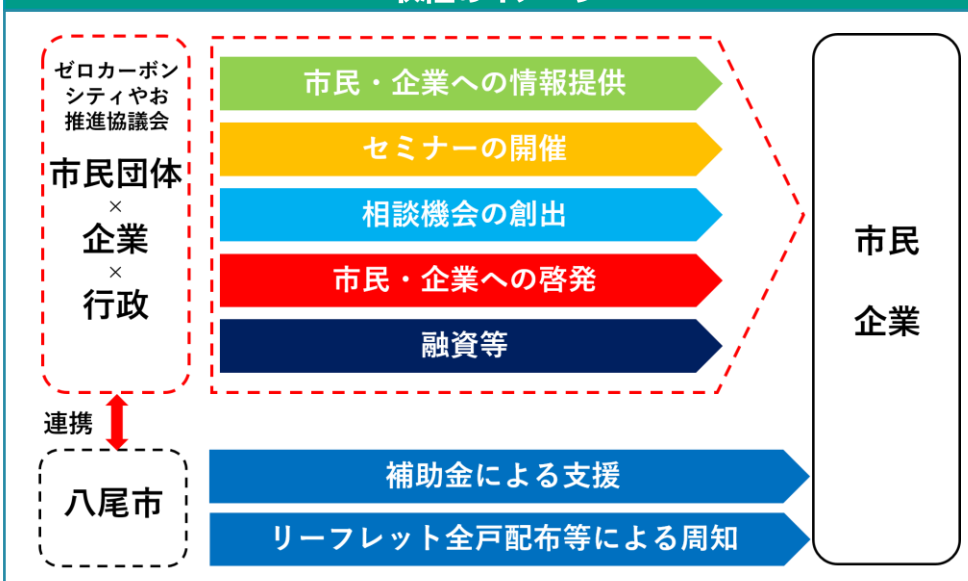 ゼロカーボン
シティやお
推進協議会
市民団体
×
企業
×
行政
市民・企業への情報提供
セミナーの開催
相談機会の創出
市民・企業への啓発
融資等
市民
企業
連携
八尾市
補助金による支援
リーフレット全戸配布等による周知